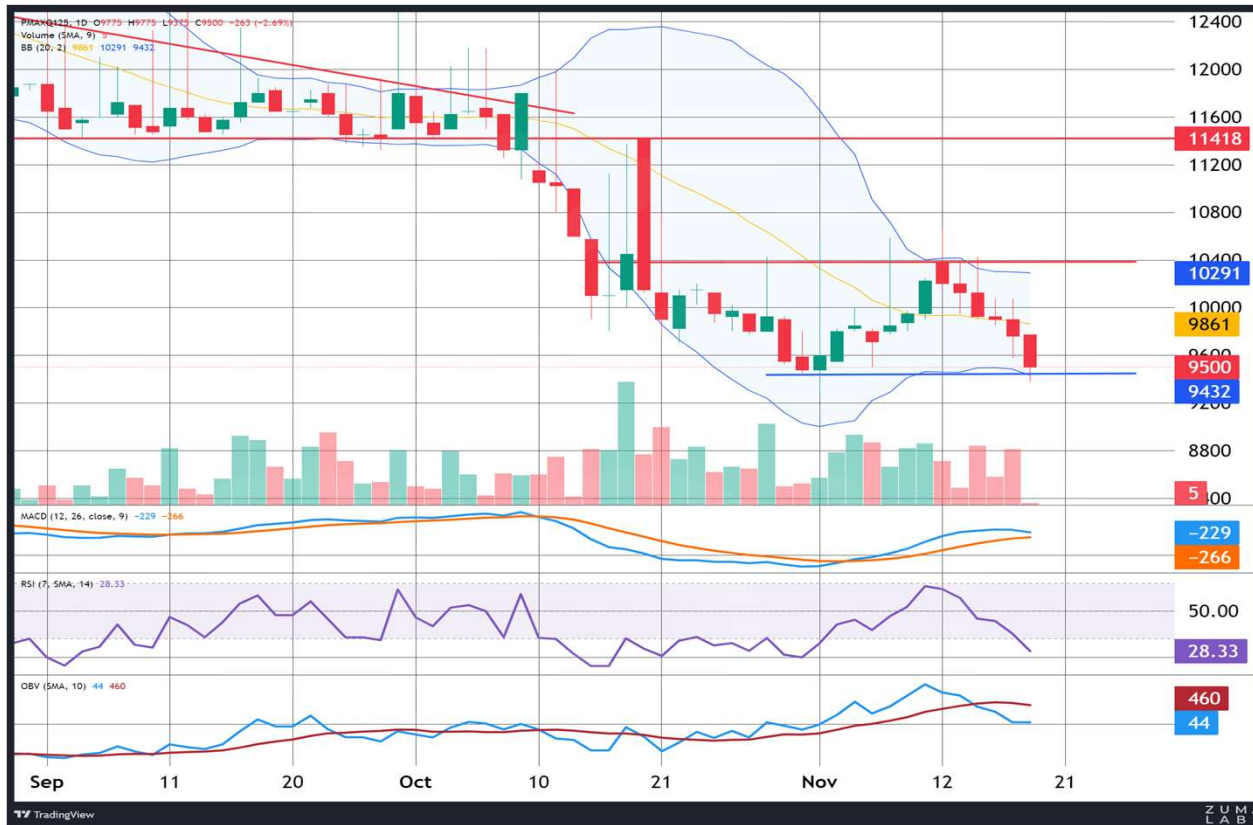 PMAXQ125, 1D O9775 H9775 L9375 C9500 −263 (−2.69%)
Volume (SMA, 9) 5
BB (20, 2) 9861 10291 9432
12400
12000
11600
11418
11200
10800
10400
10291
10000
9861
9600
9500
9432
9200
8800
5
400
MACD (12, 26, close, 9) −229 −266
−229
−266
RSI (7, SMA, 14) 28.33
50.00
28.33
OBV (SMA, 10) 44 460
460
44
Sep 11 20 Oct 10 21 Nov 12 21
TradingView
ZUM
LAB